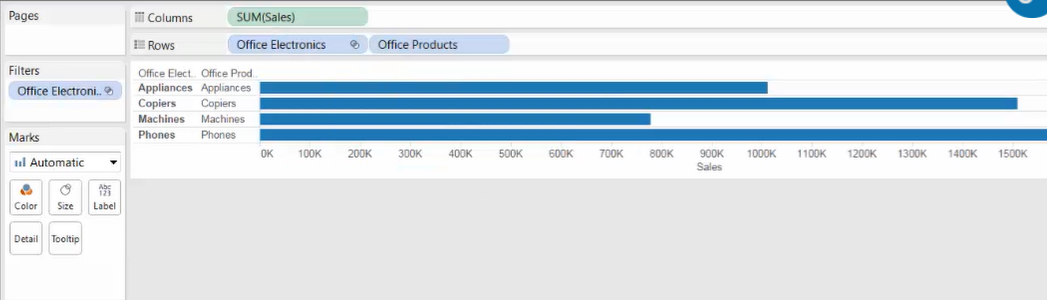 Pages
Columns SUM(Sales)
Rows Office Electronics Office Products
Filters
Office Electroni..
Office Elect.. Office Prod..
Appliances Appliances
Copiers Copiers
Machines Machines
Phones Phones
0K 100K 200K 300K 400K 500K 600K 700K 800K 900K 1000K 1100K 1200K 1300K 1400K 1500K
Sales
Marks
Automatic
Color Size Abc 123 Label
Detail Tooltip